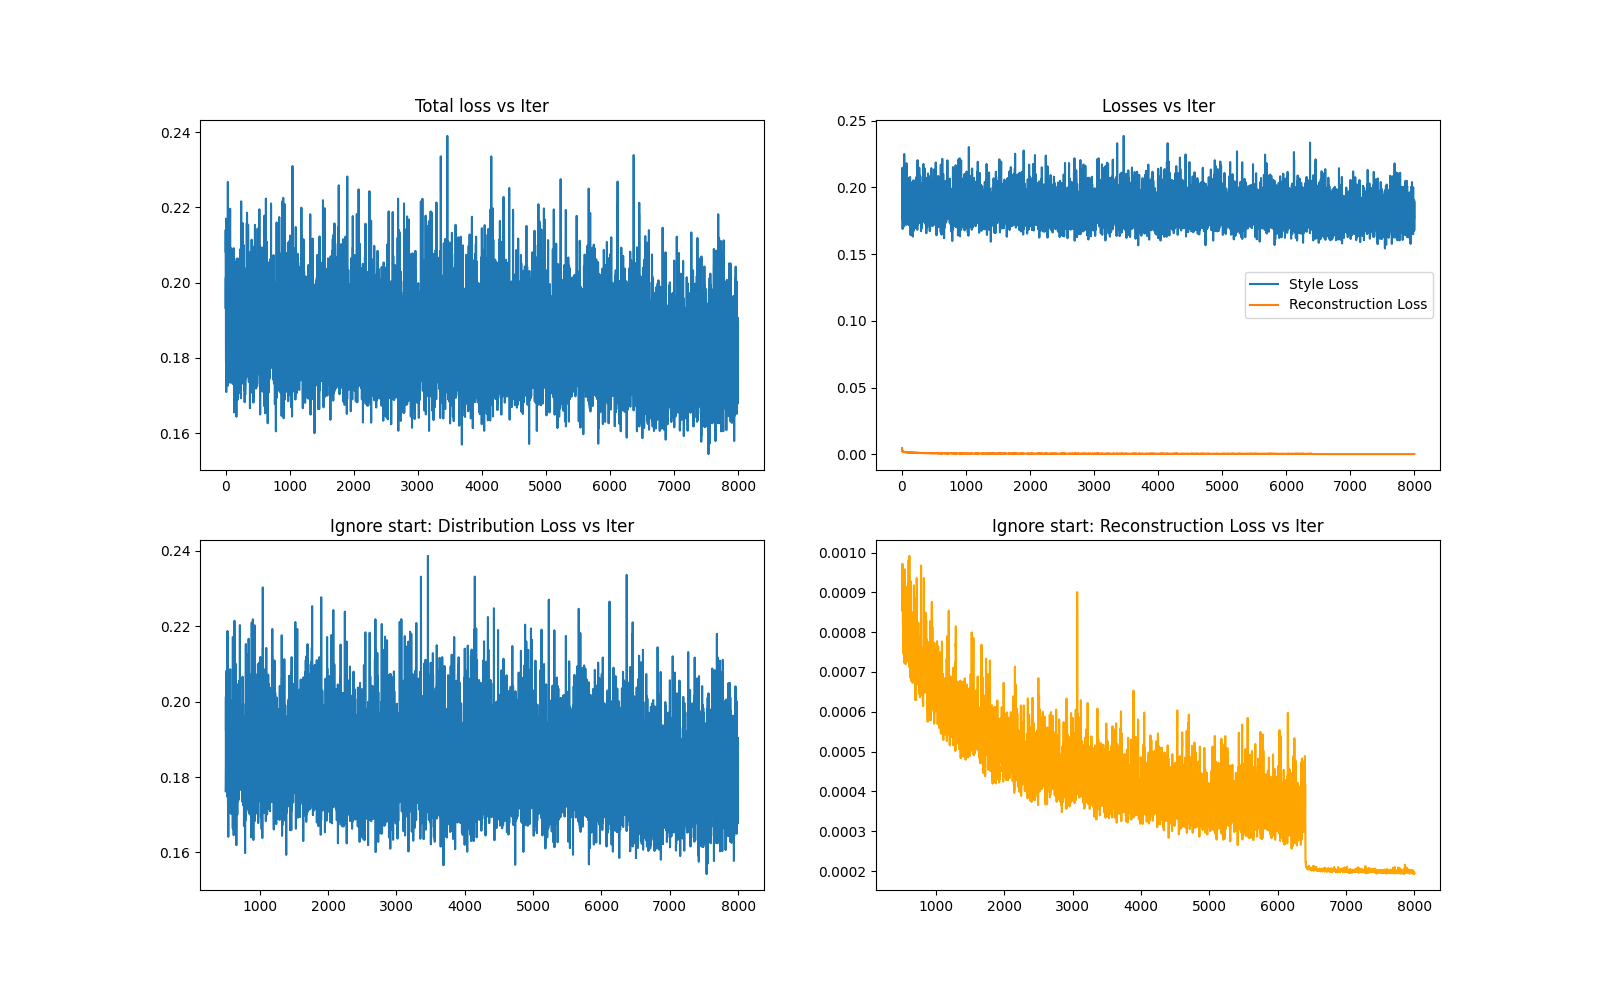 Total loss vs Iter
0.24
0.22
0.20
0.18
0.16
0 1000 2000 3000 4000 5000 6000 7000 8000
Losses vs Iter
0.25
0.20
0.15
0.10
0.05
0.00
Style Loss
Reconstruction Loss
0 1000 2000 3000 4000 5000 6000 7000 8000
Ignore start: Distribution Loss vs Iter
0.24
0.22
0.20
0.18
0.16
1000 2000 3000 4000 5000 6000 7000 8000
Ignore start: Reconstruction Loss vs Iter
0.0010
0.0009
0.0008
0.0007
0.0006
0.0005
0.0004
0.0003
0.0002
1000 2000 3000 4000 5000 6000 7000 8000